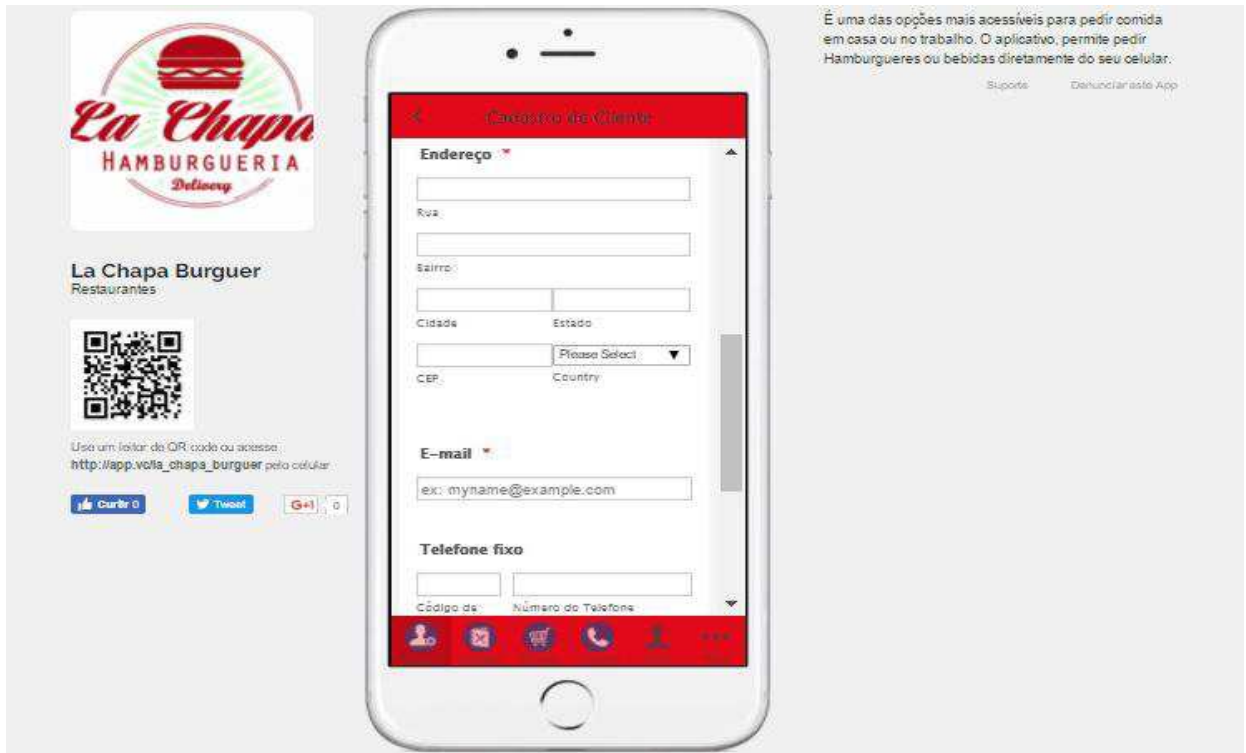 La Chapa
HAMBURGUERIA
Delivery
La Chapa Burguer
Restaurantes
Use um leitor de QR code ou acesse
http://app.vc/la_chapa_burguer pelo celular
Curtir 0
Tweet
G+1 0
Cadastro de Cliente
Endereço *
Rua
Bairro
Cidade Estado
Please Select
CEP Country
E-mail *
ex: myname@example.com
Telefone fixo
Código de Número do Telefone
É uma das opções mais acessíveis para pedir comida
em casa ou no trabalho. O aplicativo, permite pedir
Hamburgueres ou bebidas diretamente do seu celular.
Suporte Denunciar este App